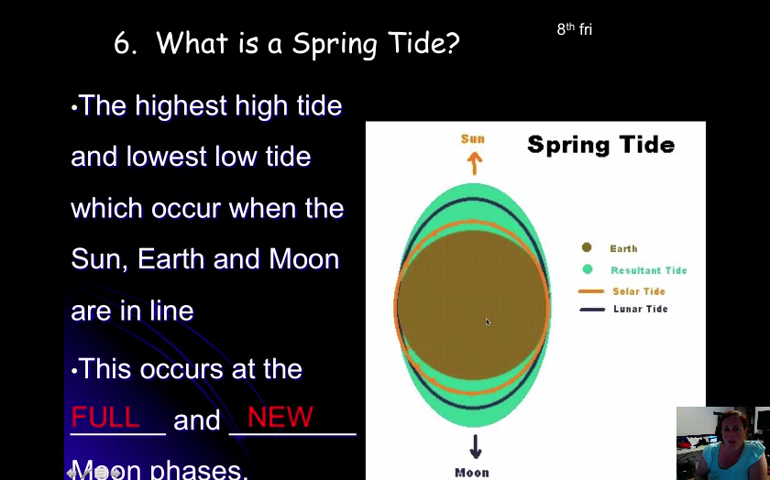 6. What is a Spring Tide?
8th fri
•The highest high tide
and lowest low tide
which occur when the
Sun, Earth and Moon
are in line
•This occurs at the
FULL and NEW
Moon phases.
Spring Tide
Sun
Earth
Resultant Tide
Solar Tide
Lunar Tide
Moon